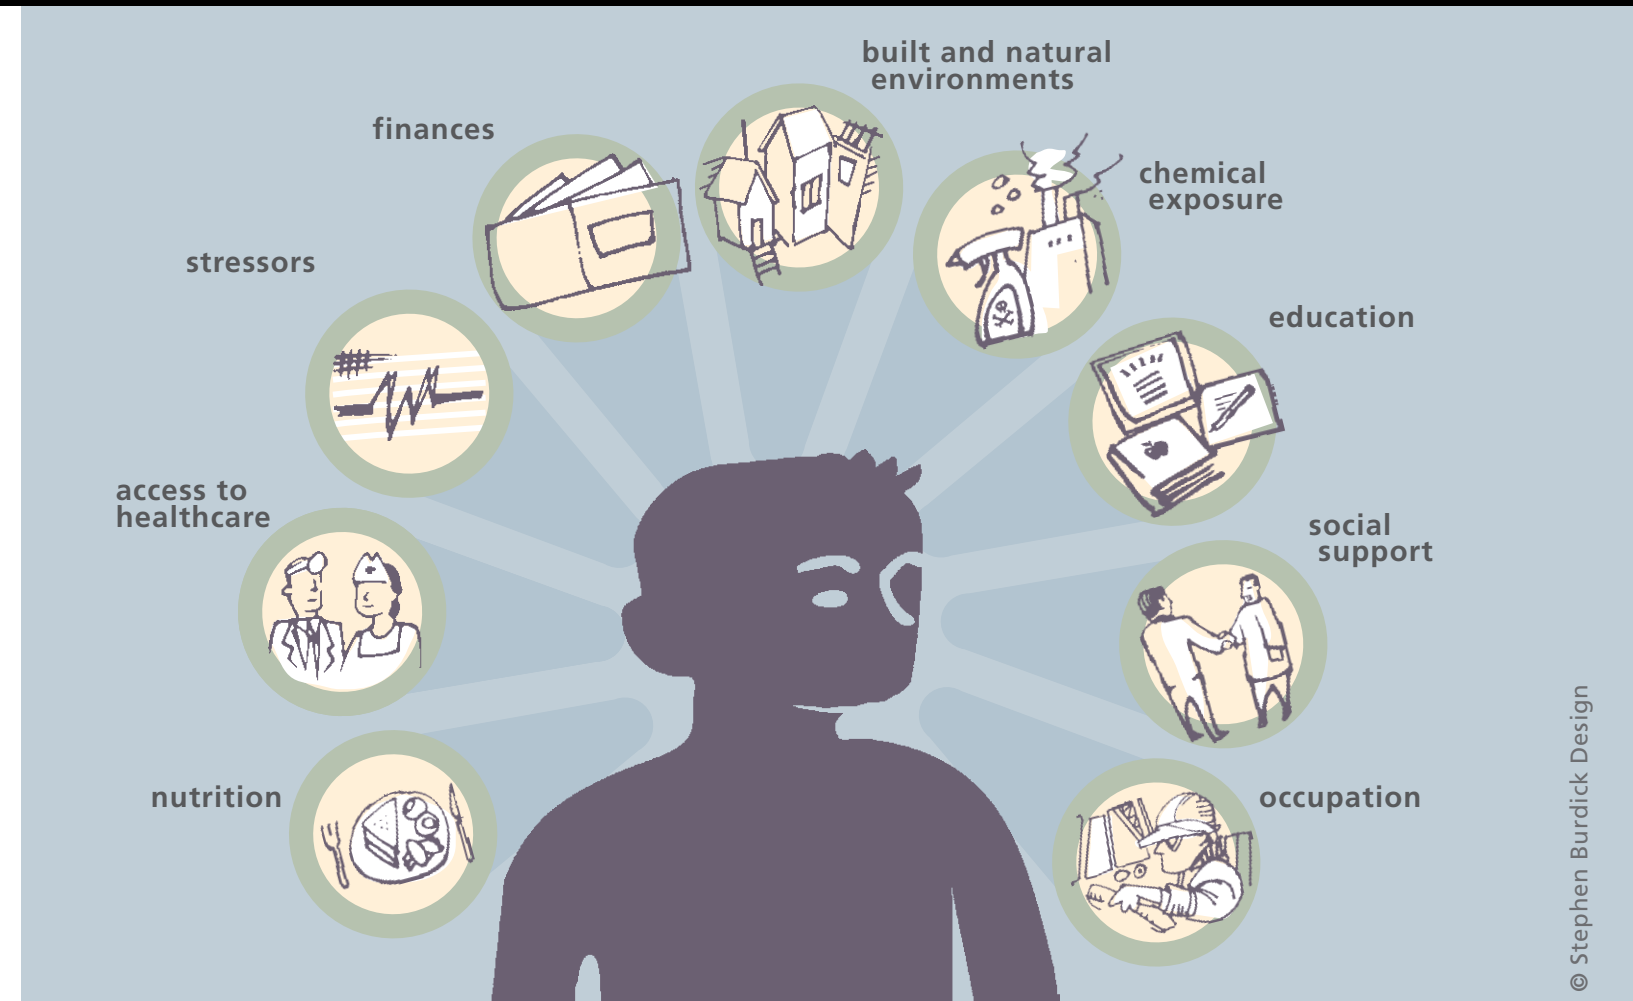 built and natural
environments
finances
chemical
exposure
stressors
education
access to
healthcare
social
support
nutrition
occupation
© Stephen Burdick Design